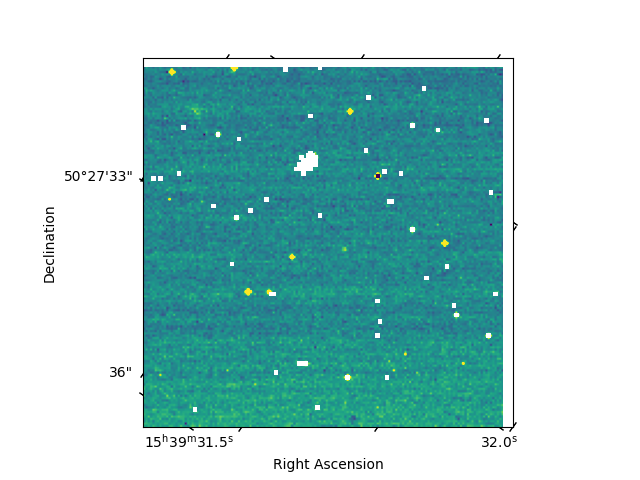 50°27'33"
Declination
36"
15ʰ39ᵐ31.5ˢ
32.0ˢ
Right Ascension